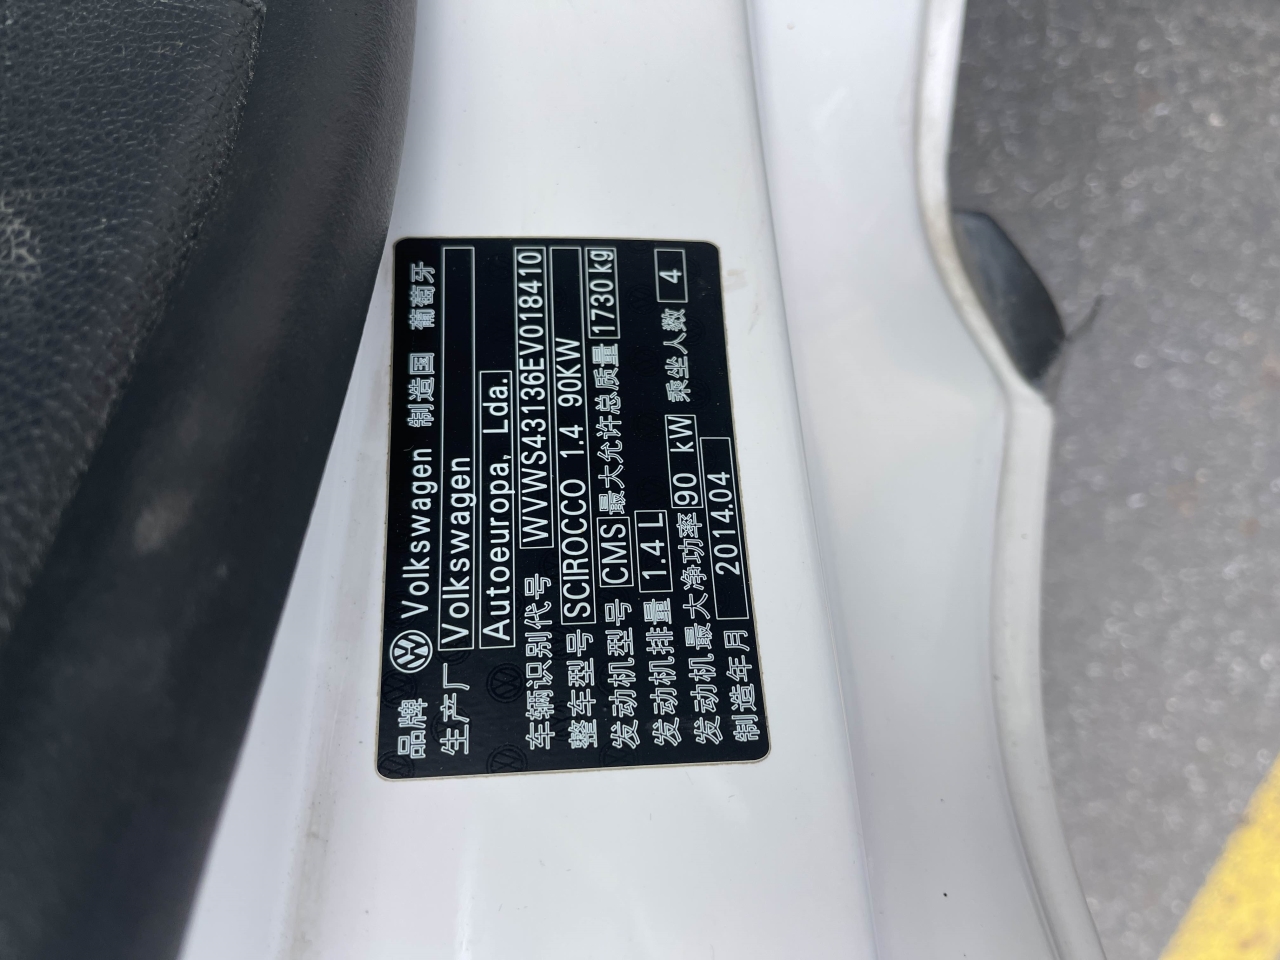 品牌 Volkswagen 制造国 葡萄牙
生产厂 Volkswagen
Autoeuropa, Lda.
车辆识别代号 WVWS43136EV018410
整车型号 SCIROCCO 1.4 90KW
发动机型号 CMS 最大允许总质量 1730kg
发动机排量 1.4 L
发动机最大净功率 90 kW 乘坐人数 4
制造年月 2014.04